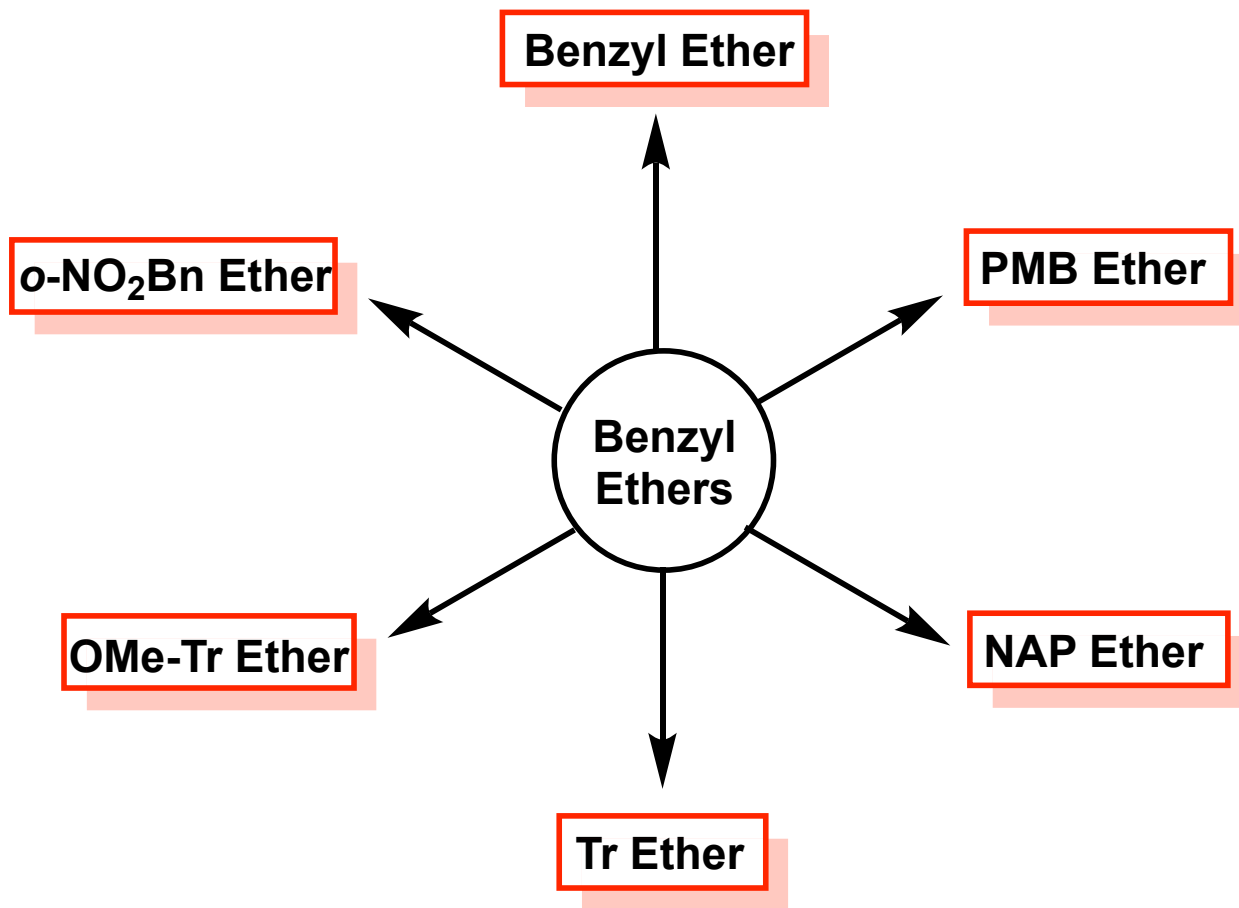 Benzyl Ether
o-NO₂Bn Ether
PMB Ether
Benzyl
Ethers
OMe-Tr Ether
NAP Ether
Tr Ether